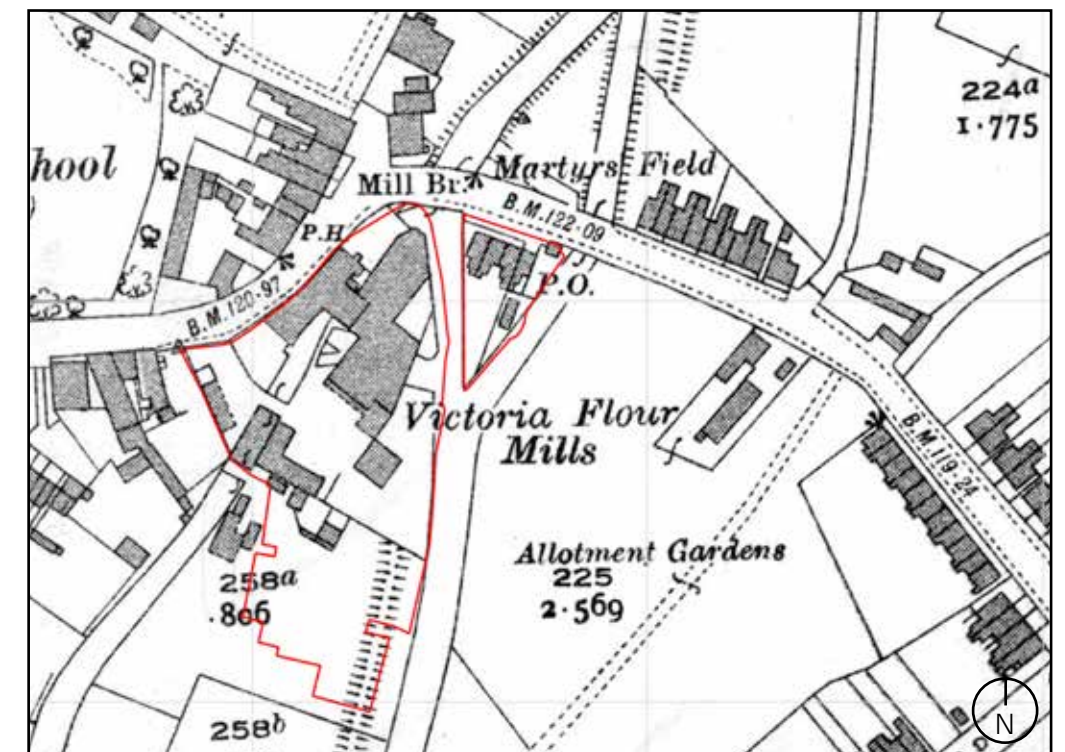 224a
1.775
hool
Martyrs Field
Mill Br.
B.M.122.09
P.H
P.O.
B.M.120.97
Victoria Flour
Mills
B.M.119.24
Allotment Gardens
225
2.569
258a
.806
258b
N